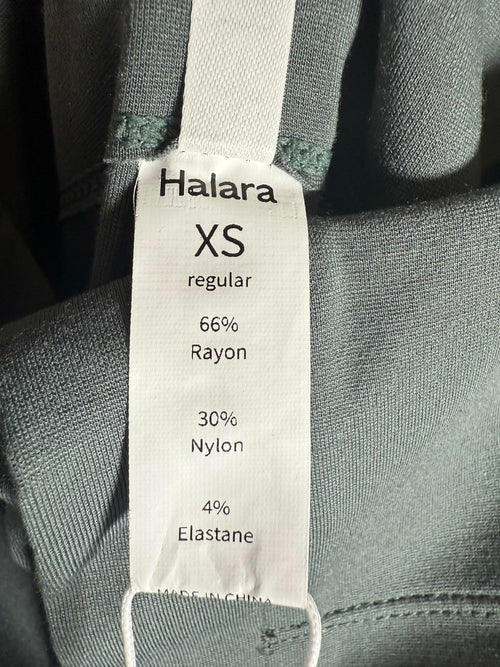 Halara
XS
regular
66%
Rayon
30%
Nylon
4%
Elastane
MADE IN CHINA